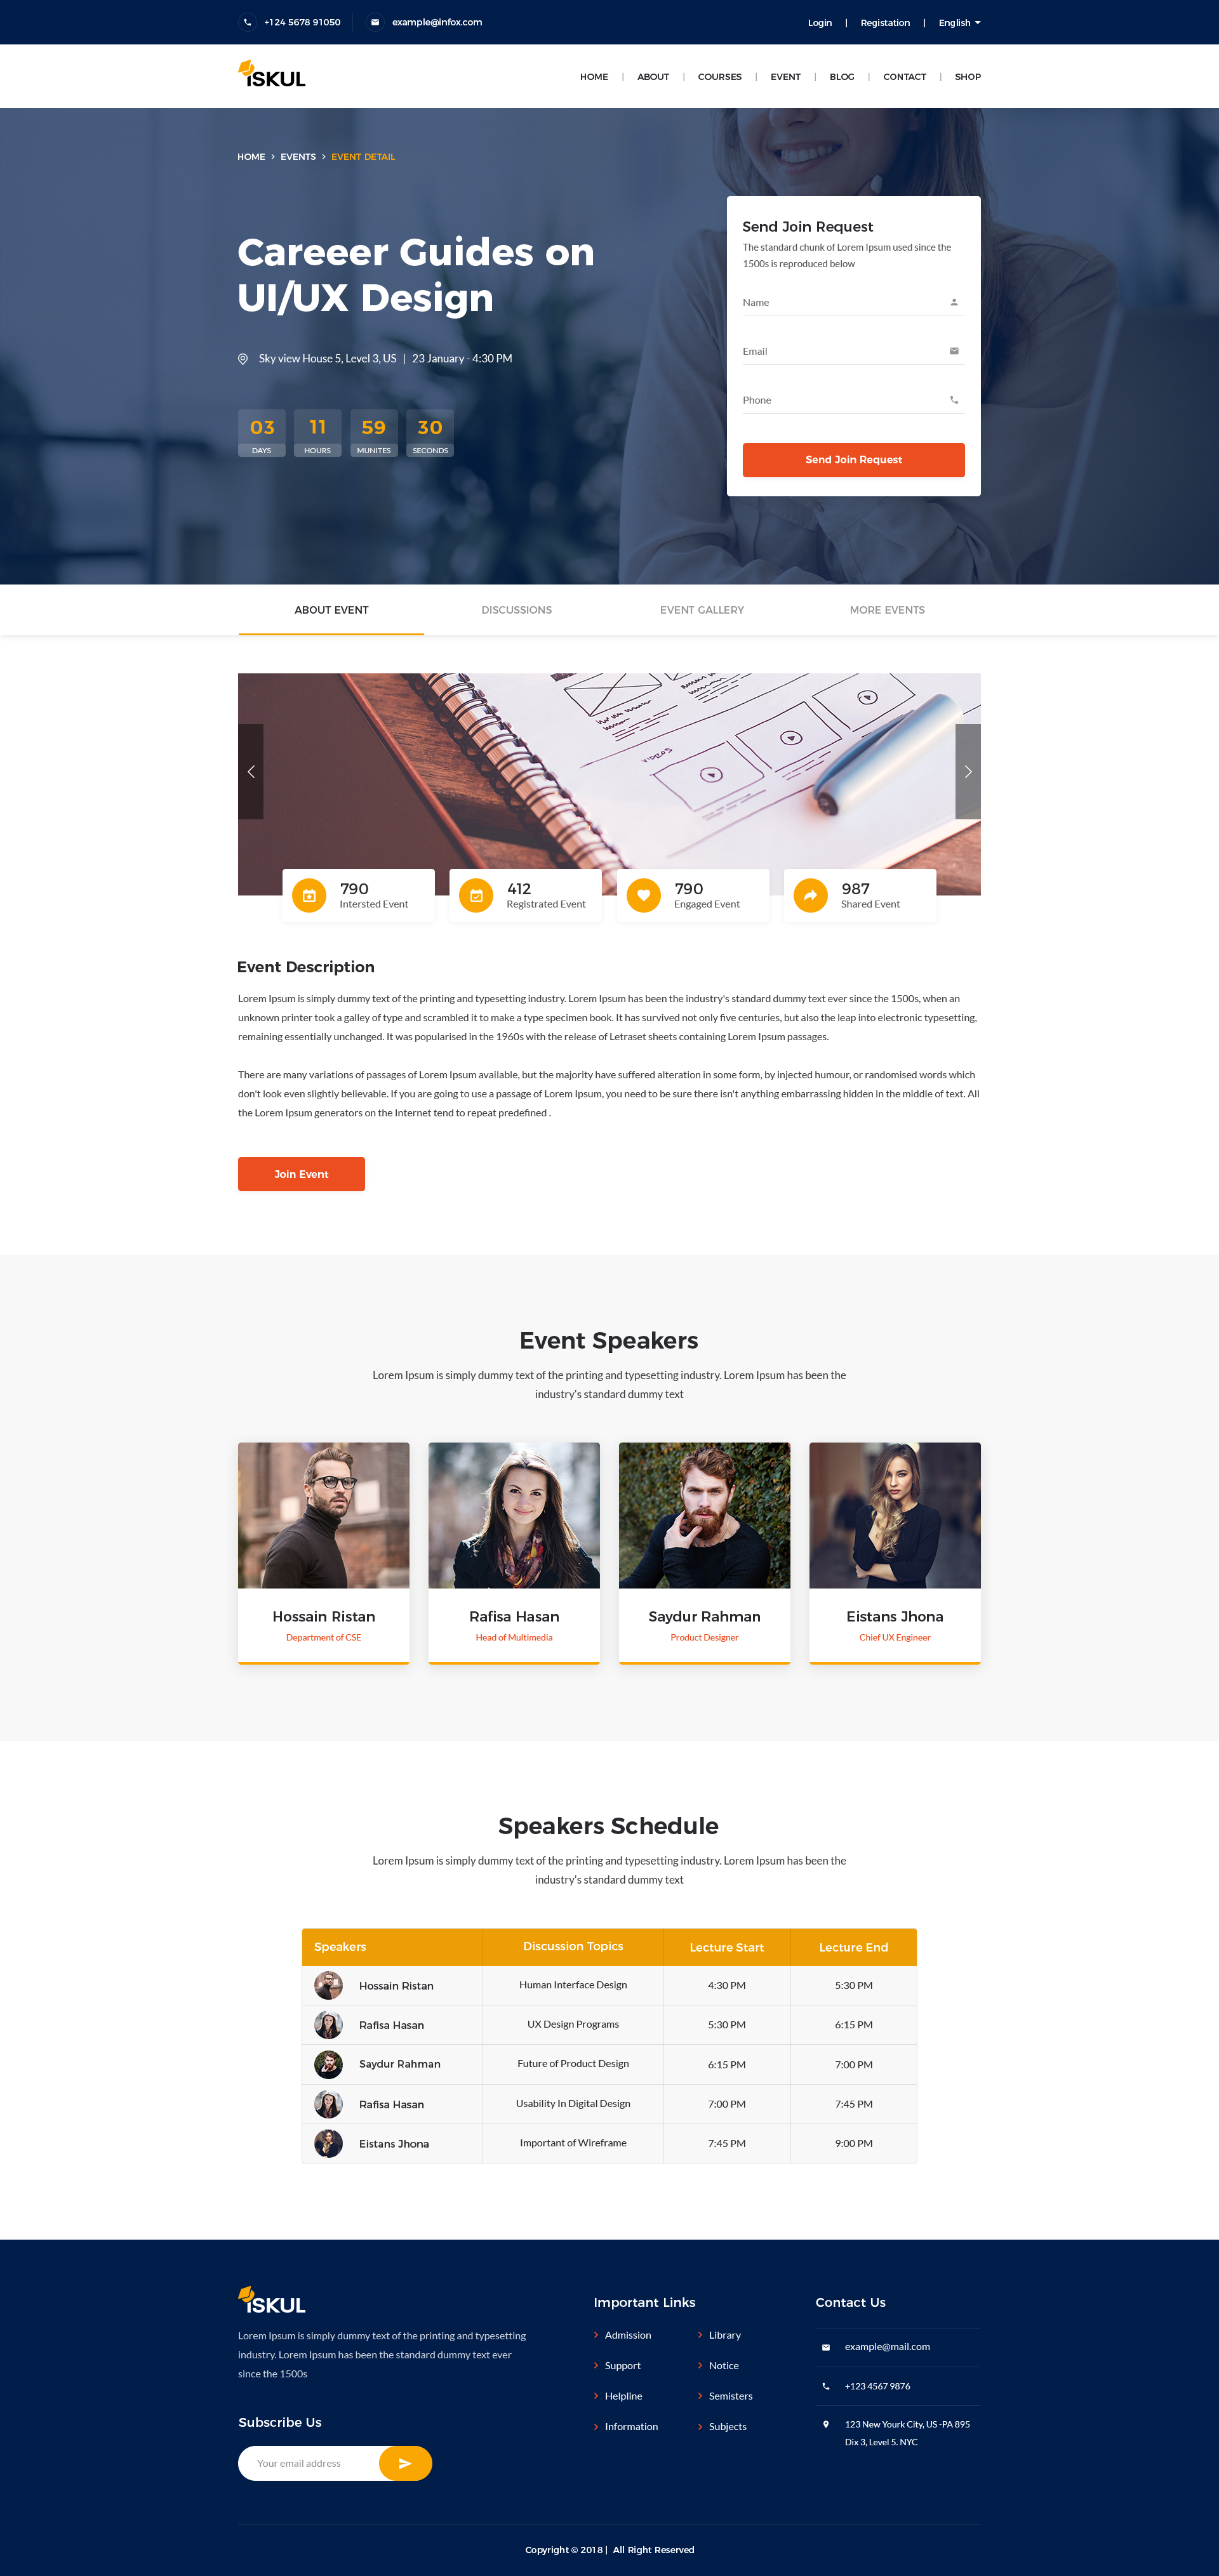 +124 5678 91050
example@infox.com
Login | Registation | English
ISKUL
HOME | ABOUT | COURSES | EVENT | BLOG | CONTACT | SHOP
HOME > EVENTS > EVENT DETAIL
Careeer Guides on
UI/UX Design
Sky view House 5, Level 3, US | 23 January - 4:30 PM
03 11 59 30
DAYS HOURS MUNITES SECONDS
Send Join Request
The standard chunk of Lorem Ipsum used since the
1500s is reproduced below
Name
Email
Phone
Send Join Request
ABOUT EVENT DISCUSSIONS EVENT GALLERY MORE EVENTS
VIDEOS
790
Intersted Event
412
Registrated Event
790
Engaged Event
987
Shared Event
Event Description
Lorem Ipsum is simply dummy text of the printing and typesetting industry. Lorem Ipsum has been the industry's standard dummy text ever since the 1500s, when an
unknown printer took a galley of type and scrambled it to make a type specimen book. It has survived not only five centuries, but also the leap into electronic typesetting,
remaining essentially unchanged. It was popularised in the 1960s with the release of Letraset sheets containing Lorem Ipsum passages.
There are many variations of passages of Lorem Ipsum available, but the majority have suffered alteration in some form, by injected humour, or randomised words which
don't look even slightly believable. If you are going to use a passage of Lorem Ipsum, you need to be sure there isn't anything embarrassing hidden in the middle of text. All
the Lorem Ipsum generators on the Internet tend to repeat predefined .
Join Event
Event Speakers
Lorem Ipsum is simply dummy text of the printing and typesetting industry. Lorem Ipsum has been the
industry's standard dummy text
Hossain Ristan
Department of CSE
Rafisa Hasan
Head of Multimedia
Saydur Rahman
Product Designer
Eistans Jhona
Chief UX Engineer
Speakers Schedule
Lorem Ipsum is simply dummy text of the printing and typesetting industry. Lorem Ipsum has been the
industry's standard dummy text
Speakers Discussion Topics Lecture Start Lecture End
Hossain Ristan Human Interface Design 4:30 PM 5:30 PM
Rafisa Hasan UX Design Programs 5:30 PM 6:15 PM
Saydur Rahman Future of Product Design 6:15 PM 7:00 PM
Rafisa Hasan Usability In Digital Design 7:00 PM 7:45 PM
Eistans Jhona Important of Wireframe 7:45 PM 9:00 PM
ISKUL
Lorem Ipsum is simply dummy text of the printing and typesetting
industry. Lorem Ipsum has been the standard dummy text ever
since the 1500s
Subscribe Us
Your email address
Important Links
Admission Library
Support Notice
Helpline Semisters
Information Subjects
Contact Us
example@mail.com
+123 4567 9876
123 New Yourk City, US -PA 895
Dix 3, Level 5. NYC
Copyright © 2018 | All Right Reserved